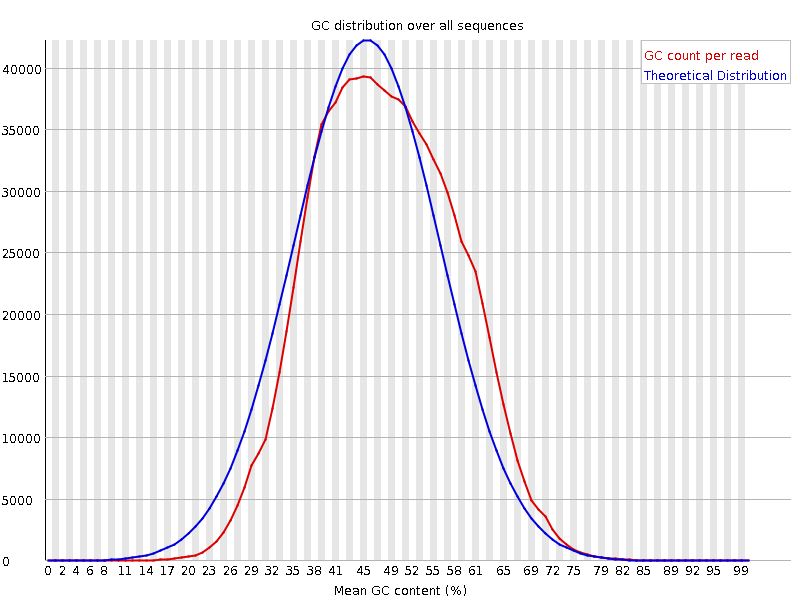 GC distribution over all sequences
GC count per read
Theoretical Distribution
40000
35000
30000
25000
20000
15000
10000
5000
0
0 2 4 6 8 11 14 17 20 23 26 29 32 35 38 41 45 49 52 55 58 61 65 69 72 75 79 82 85 89 92 95 99
Mean GC content (%)